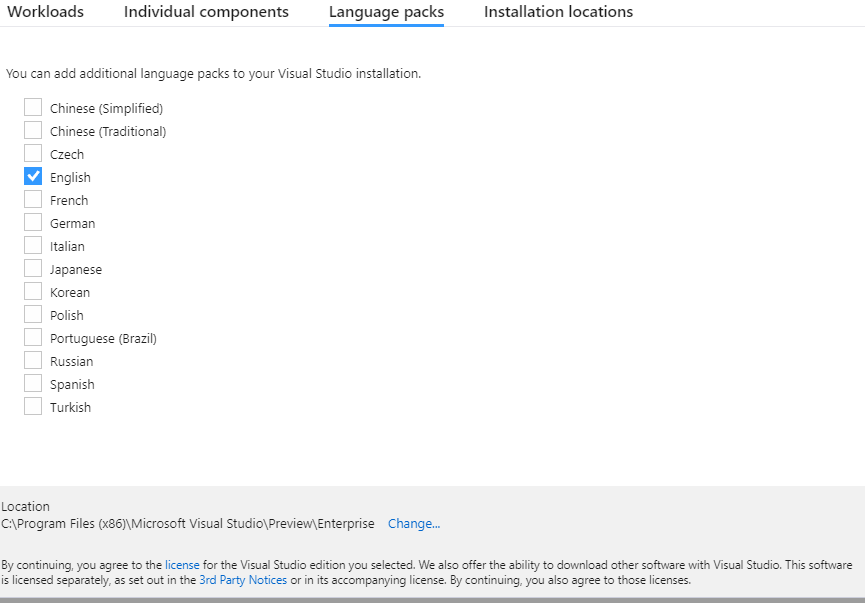 Workloads Individual components Language packs Installation locations
You can add additional language packs to your Visual Studio installation.
Chinese (Simplified)
Chinese (Traditional)
Czech
English
French
German
Italian
Japanese
Korean
Polish
Portuguese (Brazil)
Russian
Spanish
Turkish
Location
C:\Program Files (x86)\Microsoft Visual Studio\Preview\Enterprise Change...
By continuing, you agree to the license for the Visual Studio edition you selected. We also offer the ability to download other software with Visual Studio. This software
is licensed separately, as set out in the 3rd Party Notices or in its accompanying license. By continuing, you also agree to those licenses.